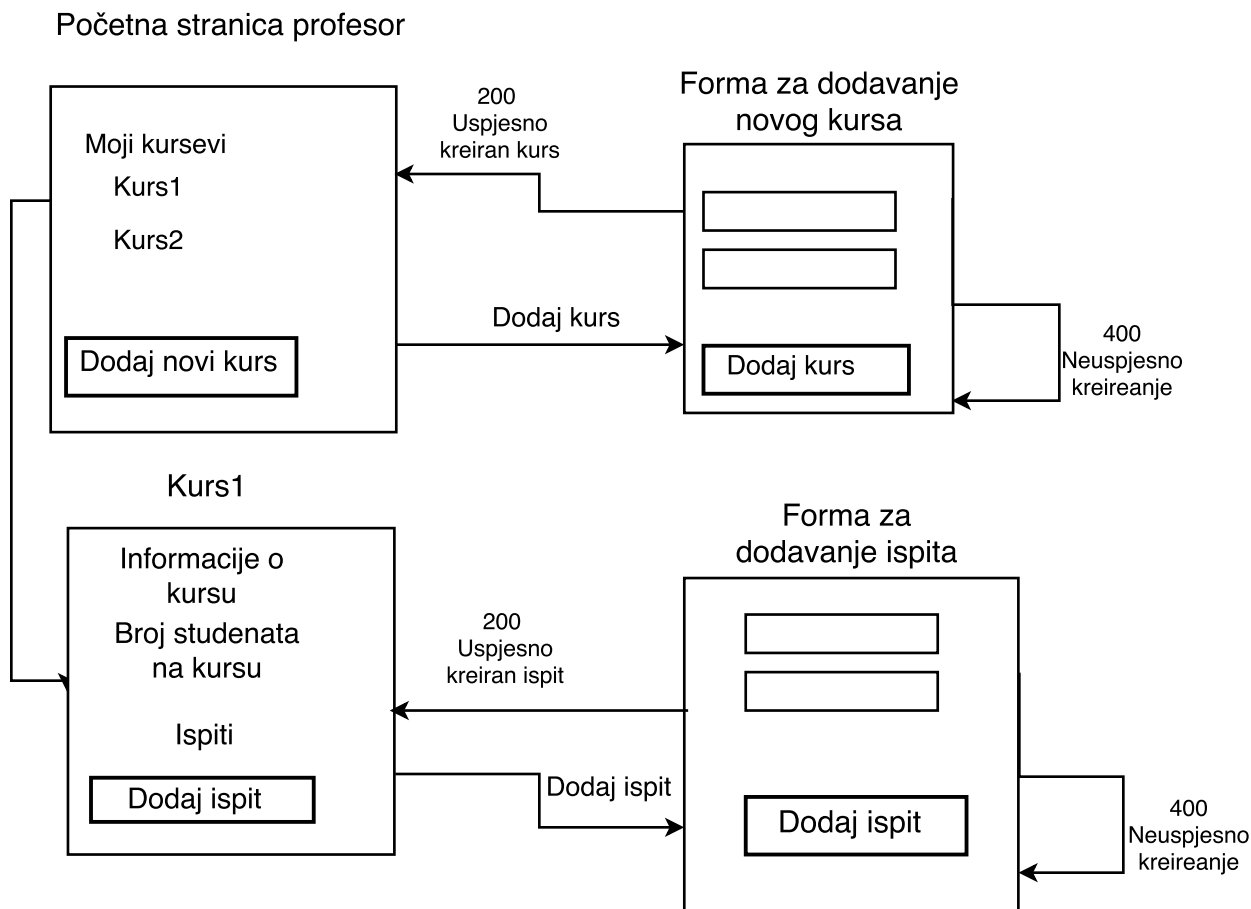 Početna stranica profesor
Moji kursevi
Kurs1
Kurs2
Dodaj novi kurs
200
Uspjesno
kreiran kurs
Dodaj kurs
Forma za dodavanje
novog kursa
Dodaj kurs
400
Neuspjesno
kreireanje
Kurs1
Informacije o
kursu
Broj studenata
na kursu
Ispiti
Dodaj ispit
200
Uspjesno
kreiran ispit
Dodaj ispit
Forma za
dodavanje ispita
Dodaj ispit
400
Neuspjesno
kreireanje